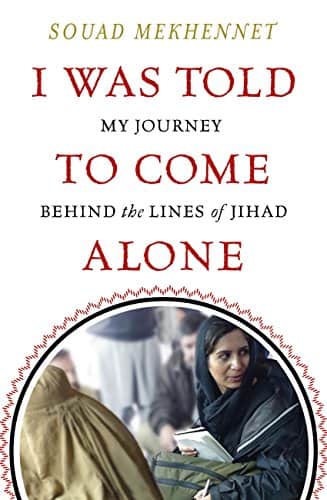 SOUAD MEKHENNET
I WAS TOLD
MY JOURNEY
TO COME
BEHIND the LINES of JIHAD
ALONE